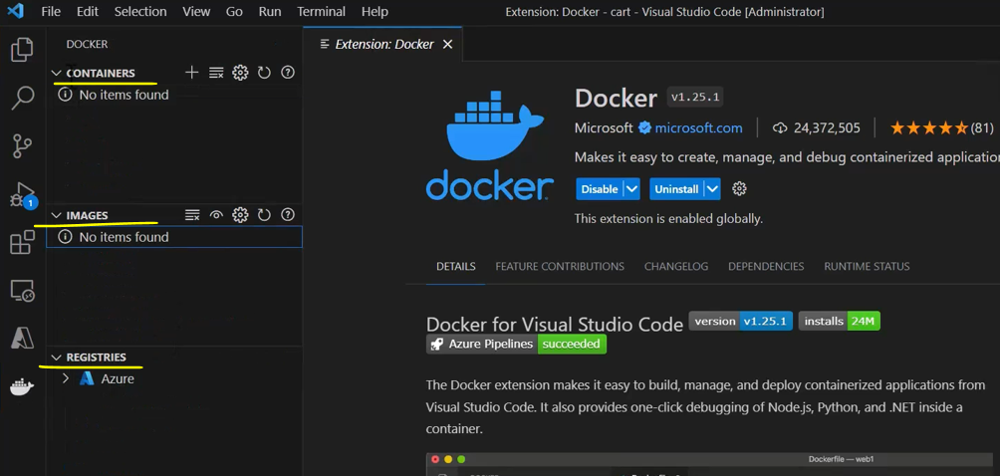 File Edit Selection View Go Run Terminal Help Extension: Docker - cart - Visual Studio Code [Administrator]
DOCKER
Extension: Docker
CONTAINERS
No items found
IMAGES
No items found
REGISTRIES
Azure
1
docker
Docker v1.25.1
Microsoft microsoft.com 24,372,505 (81)
Makes it easy to create, manage, and debug containerized application
Disable Uninstall
This extension is enabled globally.
DETAILS FEATURE CONTRIBUTIONS CHANGELOG DEPENDENCIES RUNTIME STATUS
Docker for Visual Studio Code version v1.25.1 installs 24M
Azure Pipelines succeeded
The Docker extension makes it easy to build, manage, and deploy containerized applications from
Visual Studio Code. It also provides one-click debugging of Node.js, Python, and .NET inside a
container.
Dockerfile — web1